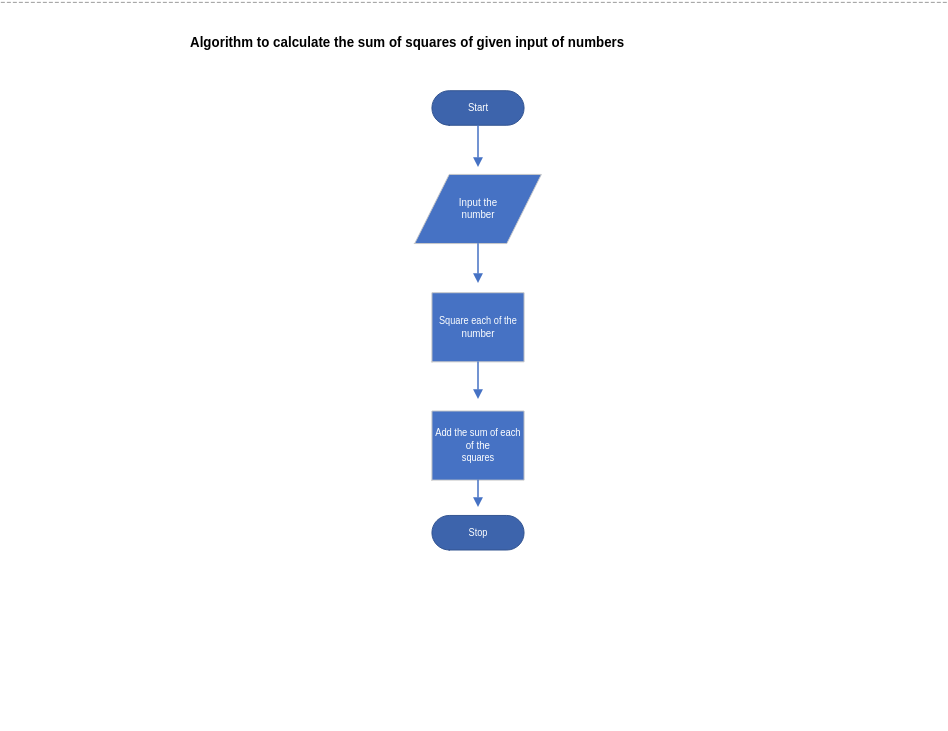 Algorithm to calculate the sum of squares of given input of numbers
Start
Input the
number
Square each of the
number
Add the sum of each
of the
squares
Stop